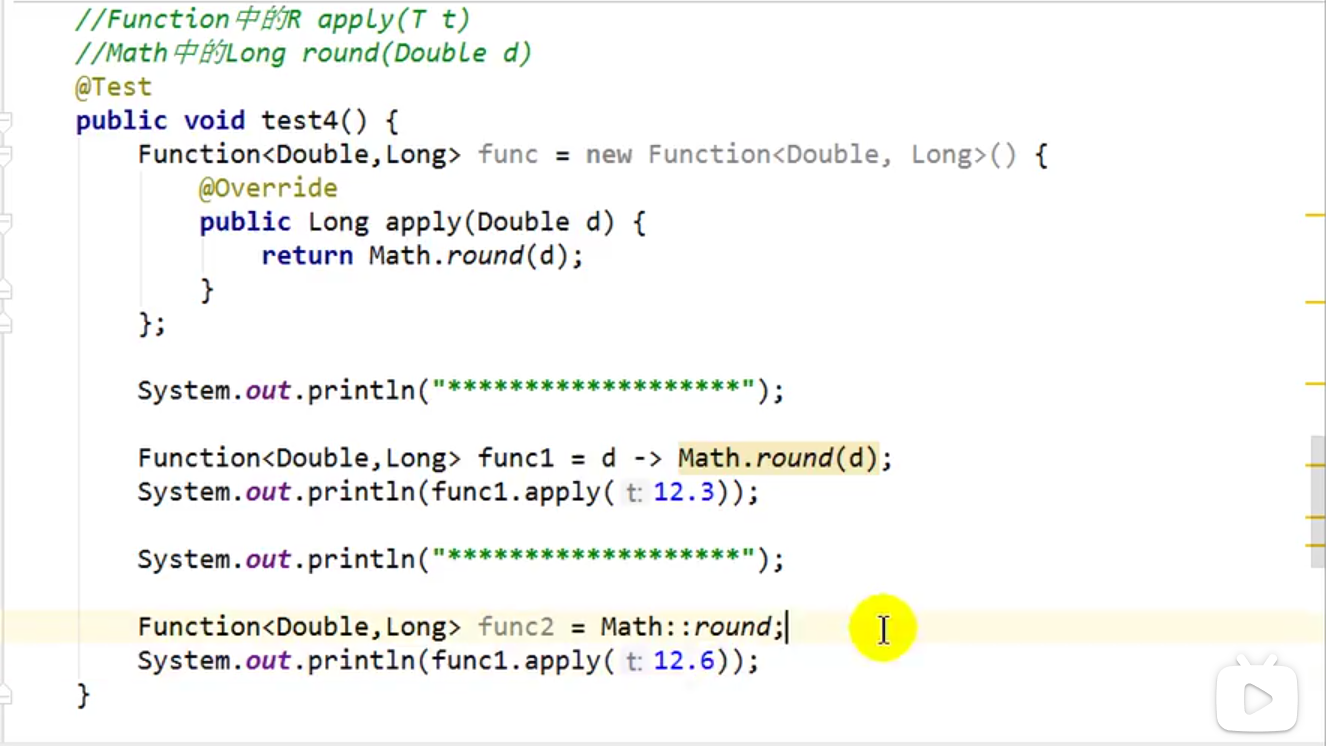 //Function中的R apply(T t)
//Math中的Long round(Double d)
@Test
public void test4() {
Function<Double,Long> func = new Function<Double, Long>() {
@Override
public Long apply(Double d) {
return Math.round(d);
}
};
System.out.println("*******************");
Function<Double,Long> func1 = d -> Math.round(d);
System.out.println(func1.apply( t: 12.3));
System.out.println("*******************");
Function<Double,Long> func2 = Math::round;
System.out.println(func1.apply( t: 12.6));
}